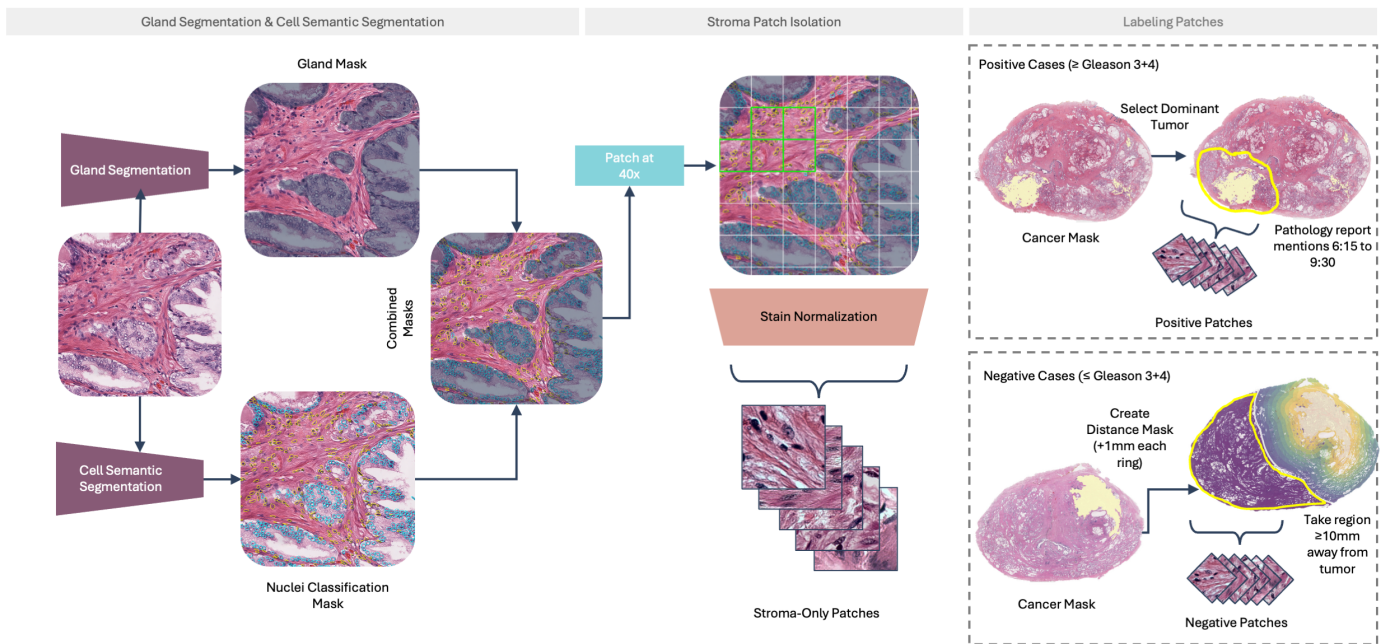 Gland Segmentation & Cell Semantic Segmentation
Stroma Patch Isolation
Labeling Patches
Gland Mask
Gland Segmentation
Combined
Masks
Cell Semantic
Segmentation
Nuclei Classification
Mask
Patch at
40x
Stain Normalization
Stroma-Only Patches
Positive Cases (≥ Gleason 3+4)
Select Dominant
Tumor
Cancer Mask
Pathology report
mentions 6:15 to
9:30
Positive Patches
Negative Cases (≤ Gleason 3+4)
Create
Distance Mask
(+1mm each
ring)
Cancer Mask
Take region
≥10mm
away from
tumor
Negative Patches